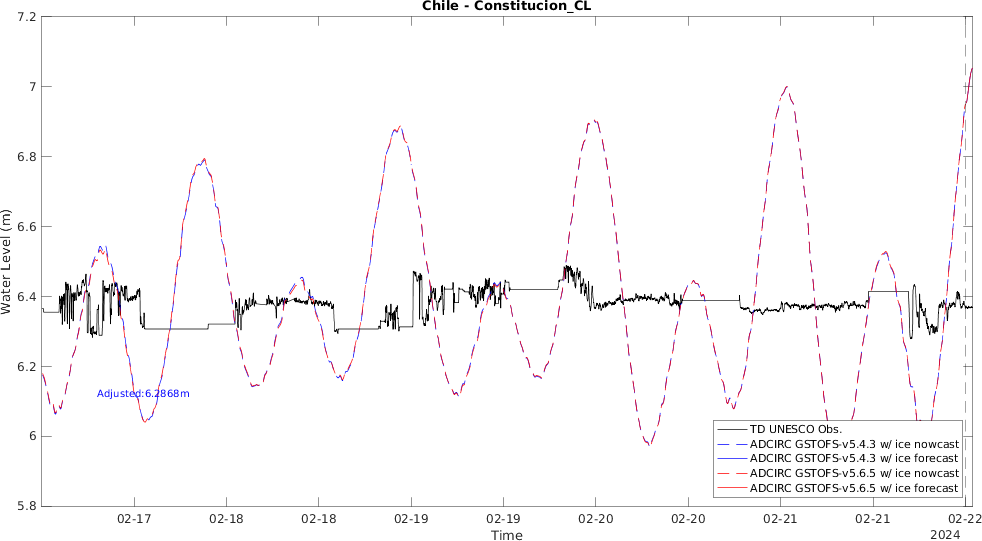 Chile - Constitucion_CL
7.2
7
6.8
6.6
6.4
6.2
6
5.8
Water Level (m)
Adjusted:6.2868m
TD UNESCO Obs.
ADCIRC GSTOFS-v5.4.3 w/ ice nowcast
ADCIRC GSTOFS-v5.4.3 w/ ice forecast
ADCIRC GSTOFS-v5.6.5 w/ ice nowcast
ADCIRC GSTOFS-v5.6.5 w/ ice forecast
02-17 02-18 02-18 02-19 02-19 02-20 02-20 02-21 02-21 02-22
2024
Time